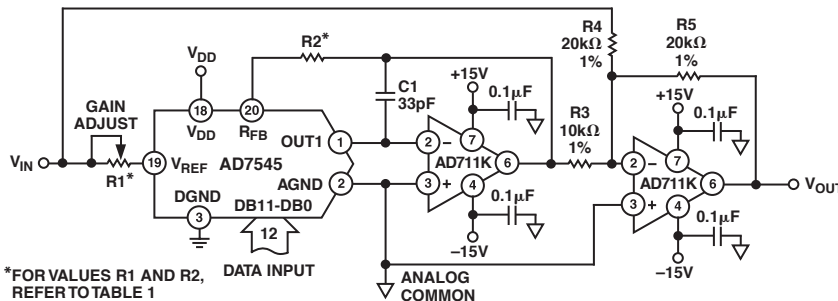 R4
20kΩ
1%
R5
20kΩ
1%
R2*
VDD
+15V
0.1μF
C1
33pF
GAIN
ADJUST
18
VDD
20
RFB
R3
10kΩ
1%
+15V
0.1μF
VIN
R1*
19
VREF
AD7545
OUT1
1
2
−
7
AD711K
6
3
+
4
2
−
7
AD711K
6
3
+
4
VOUT
AGND
2
DGND
3
DB11-DB0
12
DATA INPUT
0.1μF
−15V
0.1μF
−15V
ANALOG
COMMON
*FOR VALUES R1 AND R2,
REFER TO TABLE 1